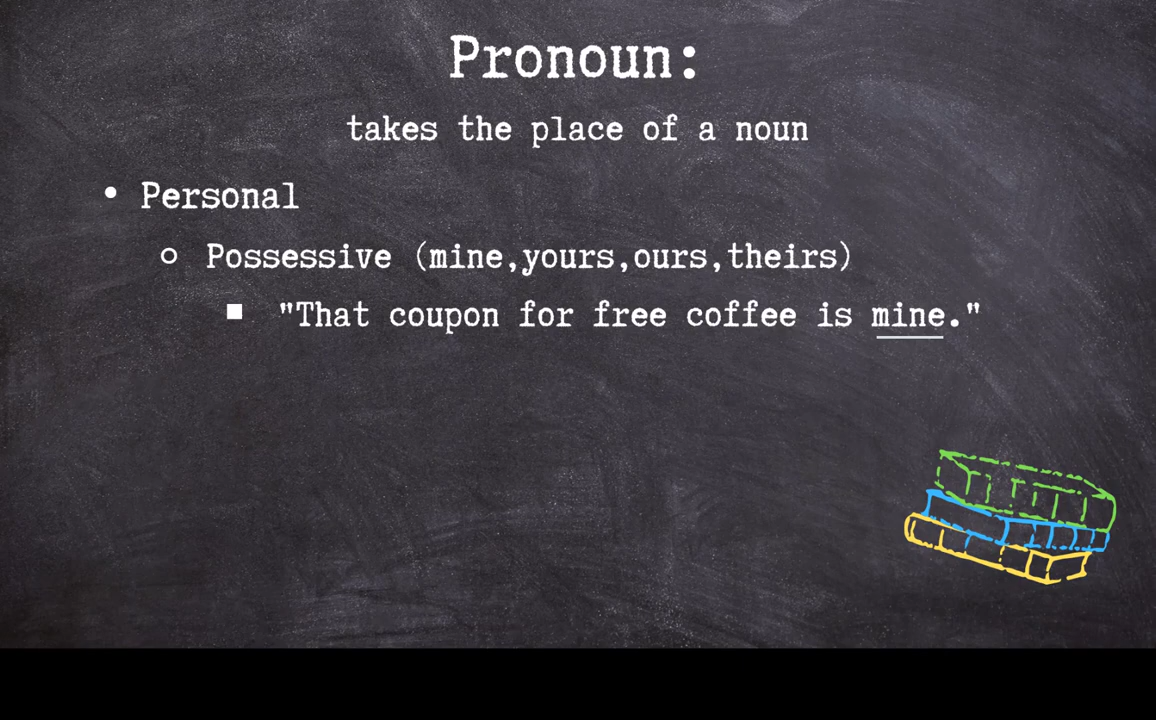 Pronoun:
takes the place of a noun
• Personal
○ Possessive (mine,yours,ours,theirs)
■ "That coupon for free coffee is mine."